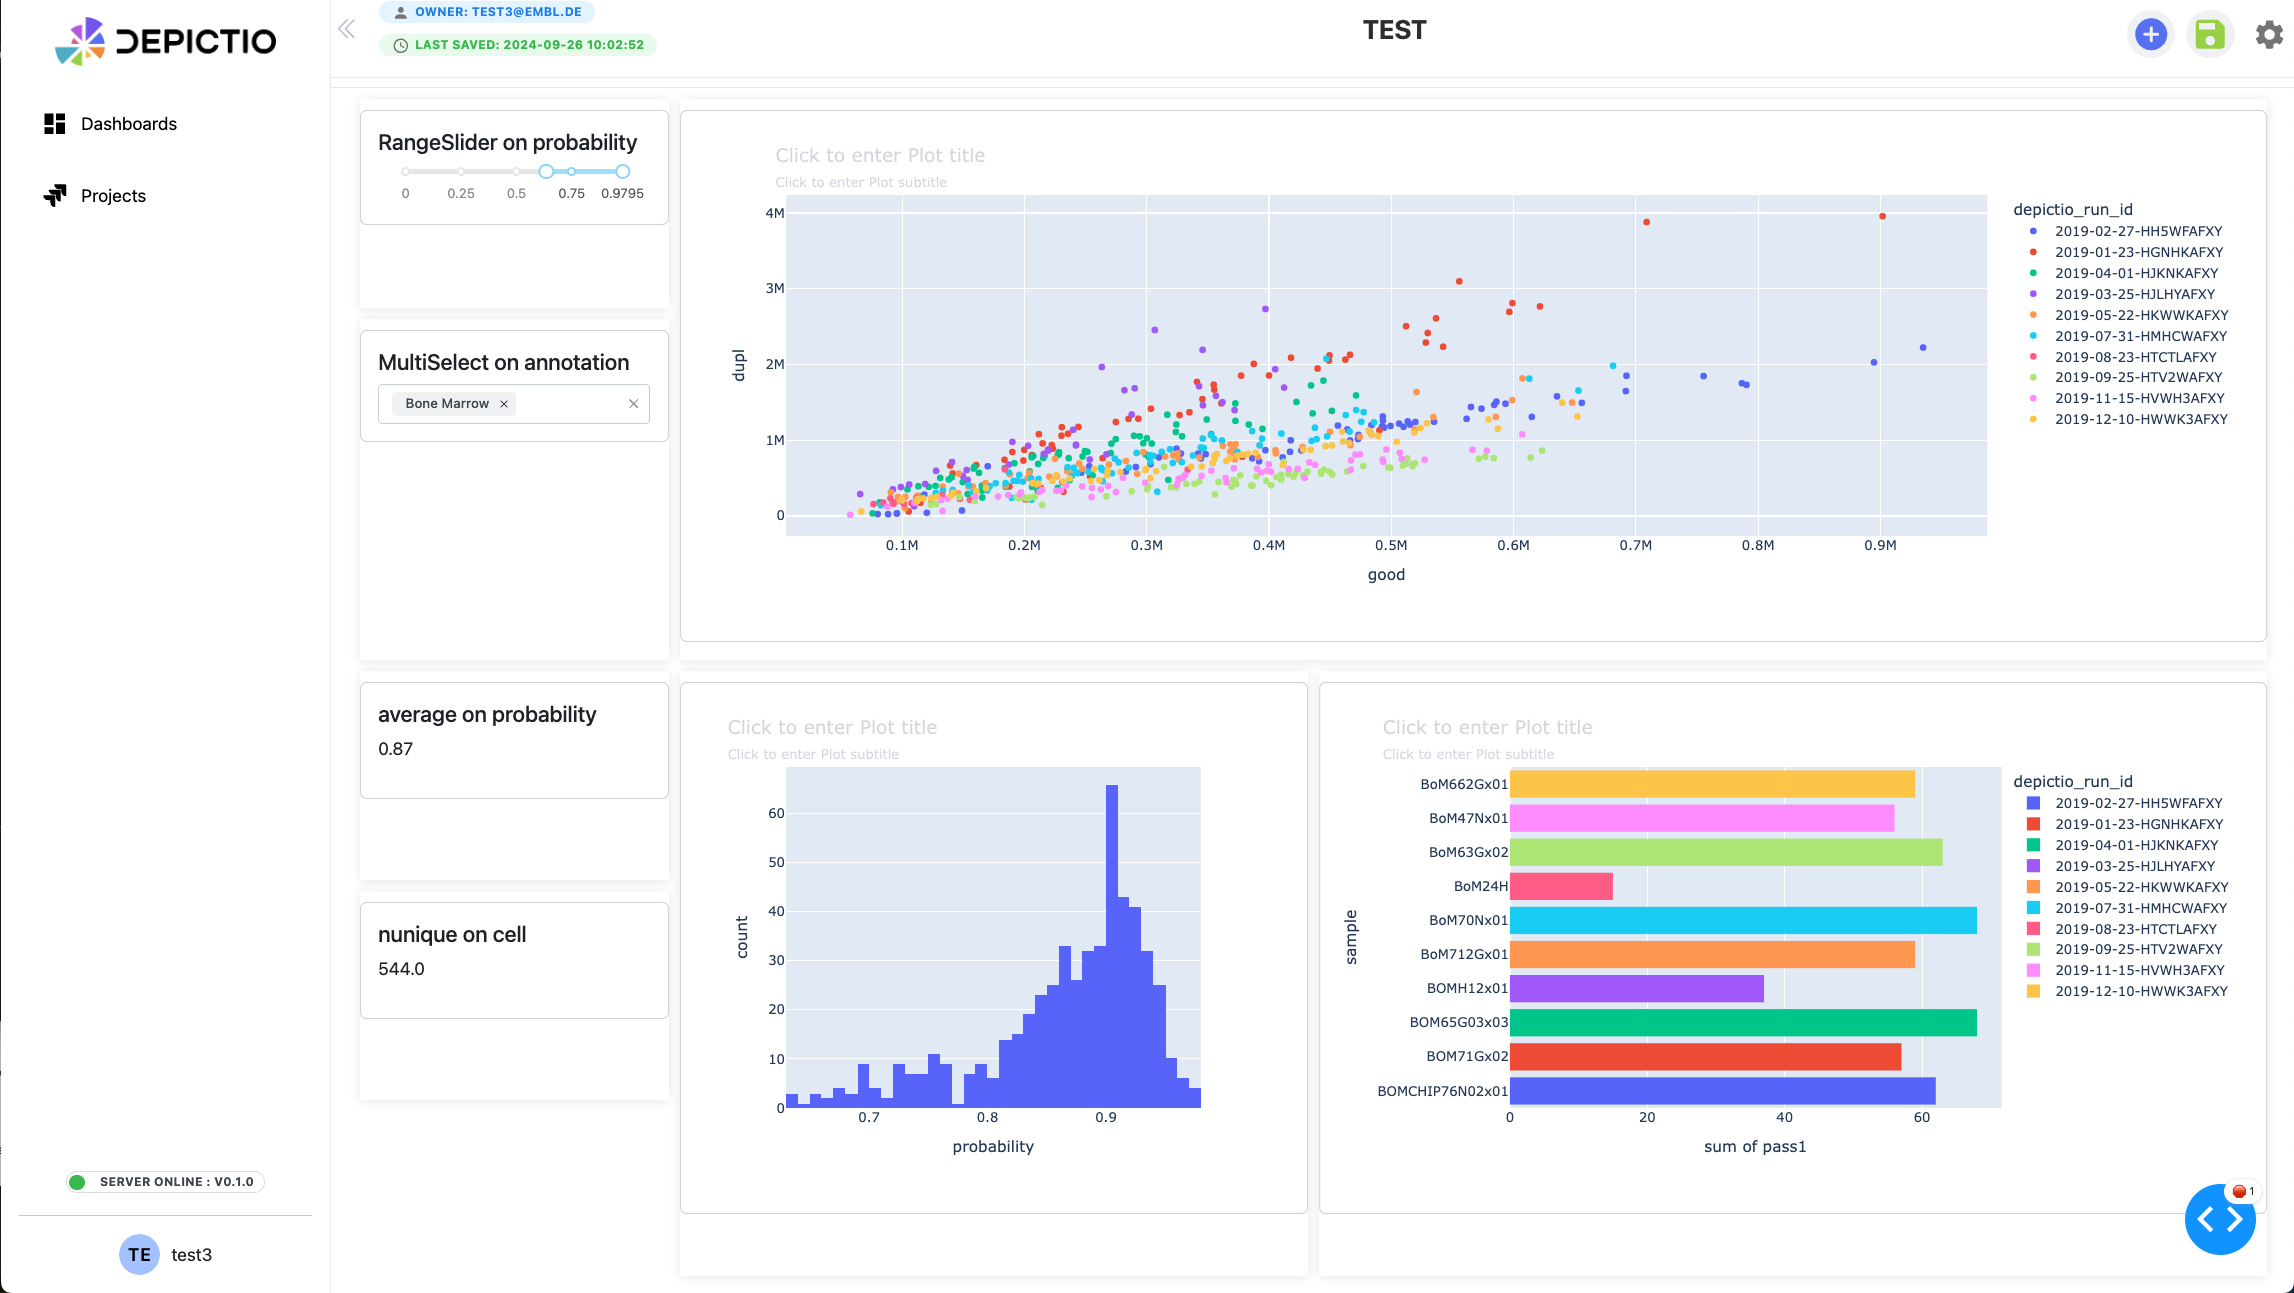 DEPICTIO
Dashboards
Projects
SERVER ONLINE : V0.1.0
TE
test3
OWNER: TEST3@EMBL.DE
LAST SAVED: 2024-09-26 10:02:52
TEST
RangeSlider on probability
0 0.25 0.5 0.75 0.9795
MultiSelect on annotation
Bone Marrow
average on probability
0.87
nunique on cell
544.0
Click to enter Plot title
Click to enter Plot subtitle
dupl
4M
3M
2M
1M
0
0.1M 0.2M 0.3M 0.4M 0.5M 0.6M 0.7M 0.8M 0.9M
good
depictio_run_id
2019-02-27-HH5WFAFXY
2019-01-23-HGNHKAFXY
2019-04-01-HJKNKAFXY
2019-03-25-HJLHYAFXY
2019-05-22-HKWWKAFXY
2019-07-31-HMHCWAFXY
2019-08-23-HTCTLAFXY
2019-09-25-HTV2WAFXY
2019-11-15-HVWH3AFXY
2019-12-10-HWWK3AFXY
Click to enter Plot title
Click to enter Plot subtitle
count
60
50
40
30
20
10
0
0.7 0.8 0.9
probability
Click to enter Plot title
Click to enter Plot subtitle
sample
BoM662Gx01
BoM47Nx01
BoM63Gx02
BoM24H
BoM70Nx01
BoM712Gx01
BOMH12x01
BOM65G03x03
BOM71Gx02
BOMCHIP76N02x01
0 20 40 60
sum of pass1
depictio_run_id
2019-02-27-HH5WFAFXY
2019-01-23-HGNHKAFXY
2019-04-01-HJKNKAFXY
2019-03-25-HJLHYAFXY
2019-05-22-HKWWKAFXY
2019-07-31-HMHCWAFXY
2019-08-23-HTCTLAFXY
2019-09-25-HTV2WAFXY
2019-11-15-HVWH3AFXY
2019-12-10-HWWK3AFXY
1